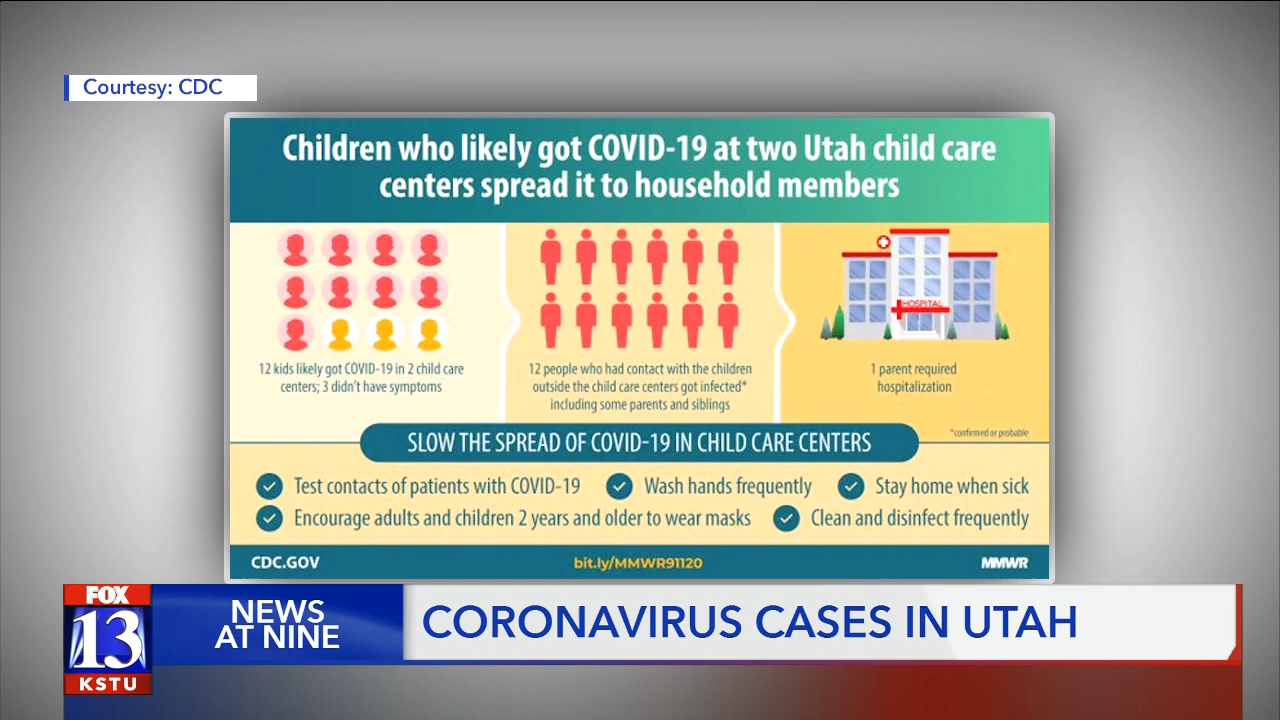 Courtesy: CDC
Children who likely got COVID-19 at two Utah child care
centers spread it to household members
HOSPITAL
12 kids likely got COVID-19 in 2 child care
centers; 3 didn't have symptoms
12 people who had contact with the children
outside the child care centers got infected*
including some parents and siblings
1 parent required
hospitalization
*confirmed or probable
SLOW THE SPREAD OF COVID-19 IN CHILD CARE CENTERS
Test contacts of patients with COVID-19
Wash hands frequently
Stay home when sick
Encourage adults and children 2 years and older to wear masks
Clean and disinfect frequently
CDC.GOV
bit.ly/MMWR91120
MMWR
FOX
13
KSTU
NEWS
AT NINE
CORONAVIRUS CASES IN UTAH